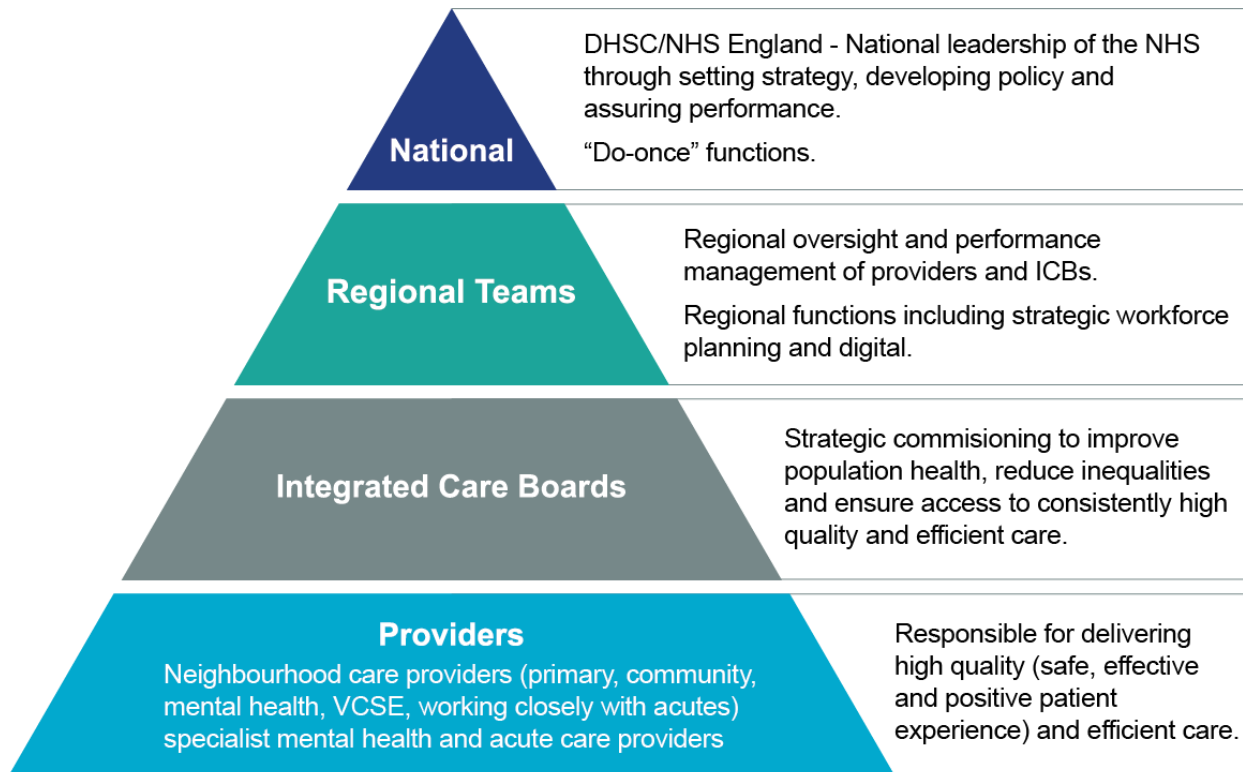 National
DHSC/NHS England - National leadership of the NHS
through setting strategy, developing policy and
assuring performance.
“Do-once” functions.
Regional Teams
Regional oversight and performance
management of providers and ICBs.
Regional functions including strategic workforce
planning and digital.
Integrated Care Boards
Strategic commisioning to improve
population health, reduce inequalities
and ensure access to consistently high
quality and efficient care.
Providers
Neighbourhood care providers (primary, community,
mental health, VCSE, working closely with acutes)
specialist mental health and acute care providers
Responsible for delivering
high quality (safe, effective
and positive patient
experience) and efficient care.